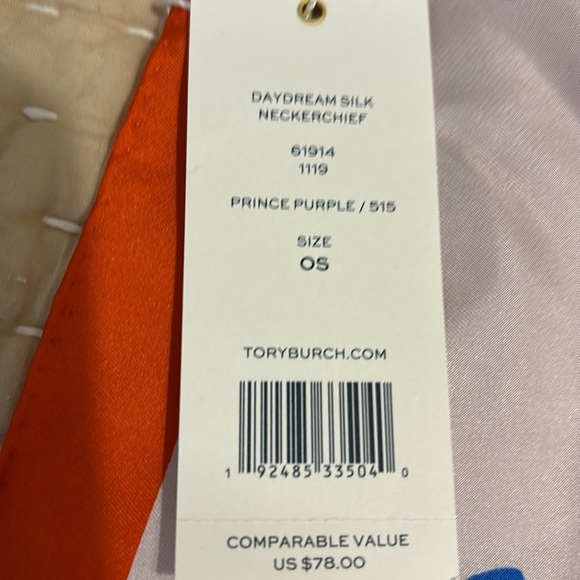 DAYDREAM SILK
NECKERCHIEF
61914
1119
PRINCE PURPLE / 515
SIZE
OS
TORYBURCH.COM
1 92485 33504 0
COMPARABLE VALUE
US $78.00